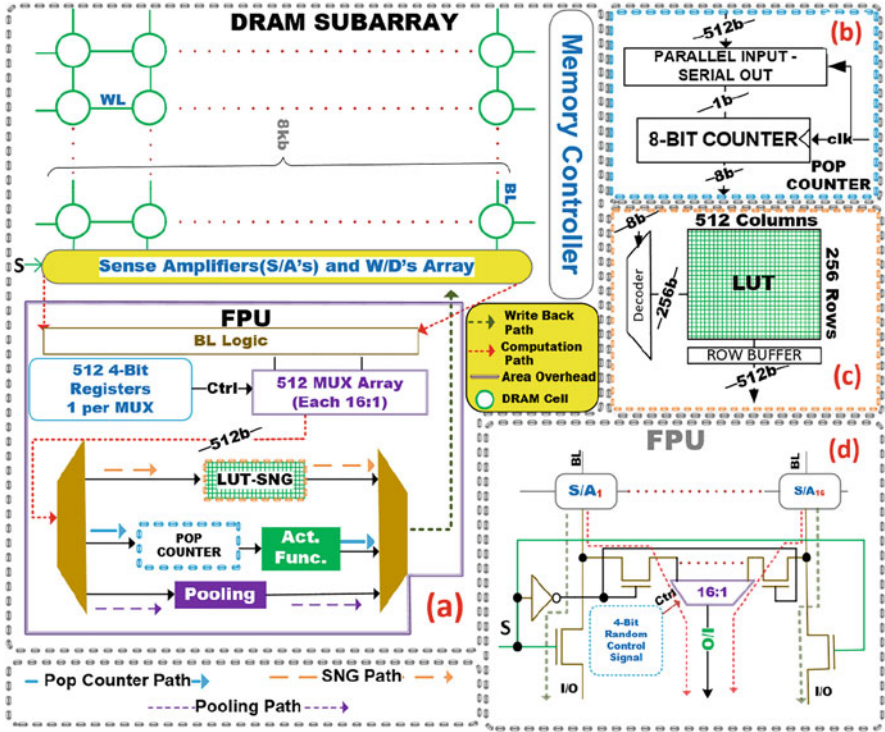 DRAM SUBARRAY
WL
8kb
BL
S
Sense Amplifiers(S/A's) and W/D's Array
Memory Controller
FPU
BL Logic
512 4-Bit
Registers
1 per MUX
Ctrl
512 MUX Array
(Each 16:1)
512b
LUT-SNG
POP
COUNTER
Act.
Func.
Pooling
(a)
Write Back
Path
Computation
Path
Area Overhead
DRAM Cell
Pop Counter Path
SNG Path
Pooling Path
(b)
512b
PARALLEL INPUT -
SERIAL OUT
1b
8-BIT COUNTER
clk
8b
POP
COUNTER
(c)
8b
512 Columns
Decoder
256b
LUT
256 Rows
ROW BUFFER
512b
FPU
(d)
BL
BL
S/A1
S/A16
16:1
Ctrl
4-Bit
Random
Control
Signal
S
I/O
I/O
I/O